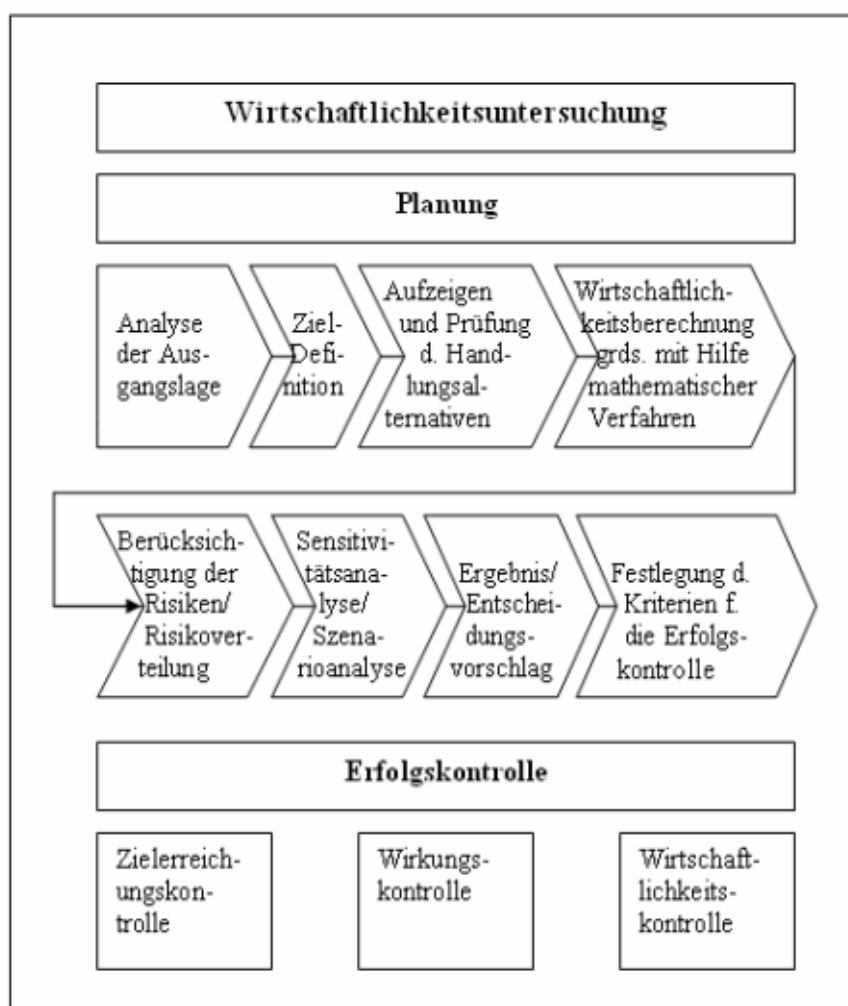 Wirtschaftlichkeitsuntersuchung
Planung
Analyse
der Aus-
gangslage
Ziel-
Defi-
nition
Aufzeigen
und Prüfung
d. Hand-
lungsal-
ternativen
Wirtschaftlich-
keitsberechnung
grds. mit Hilfe
mathematischer
Verfahren
Berücksich-
tigung der
Risiken/
Risikover-
teilung
Sensitivi-
tätsana-
lyse/
Szena-
rioanalyse
Ergebnis/
Entschei-
dungs-
vorschlag
Festlegung d.
Kriterien f.
die Erfolgs-
kontrolle
Erfolgskontrolle
Zielerreich-
ungskon-
trolle
Wirkungs-
kontrolle
Wirtschaft-
lichkeits-
kontrolle